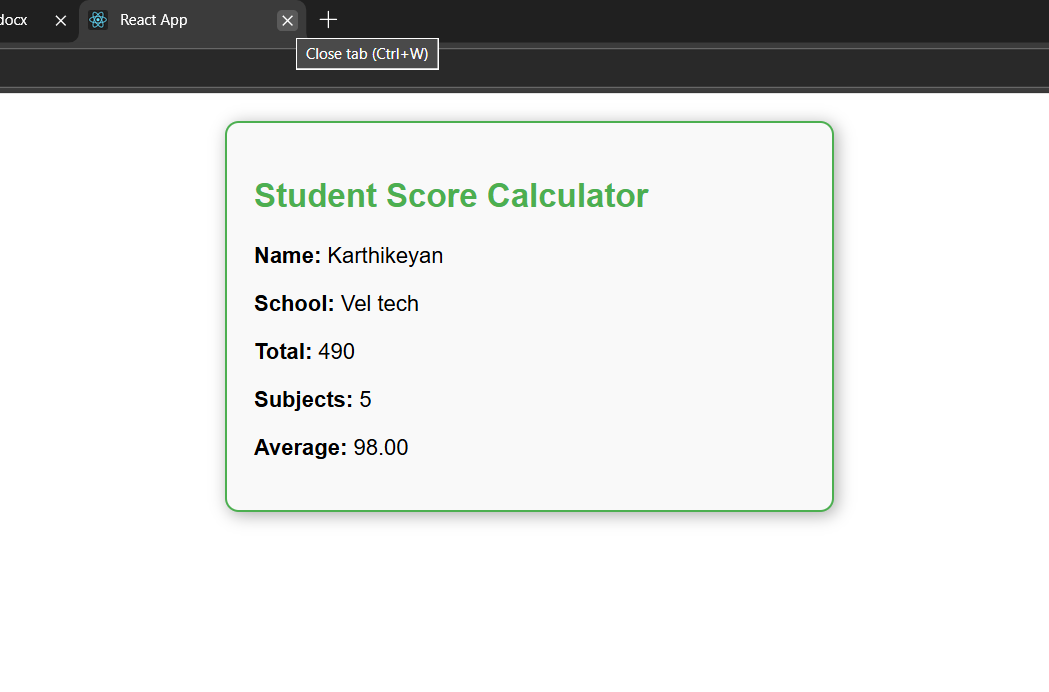 docx
React App
Close tab (Ctrl+W)
Student Score Calculator
Name: Karthikeyan
School: Vel tech
Total: 490
Subjects: 5
Average: 98.00